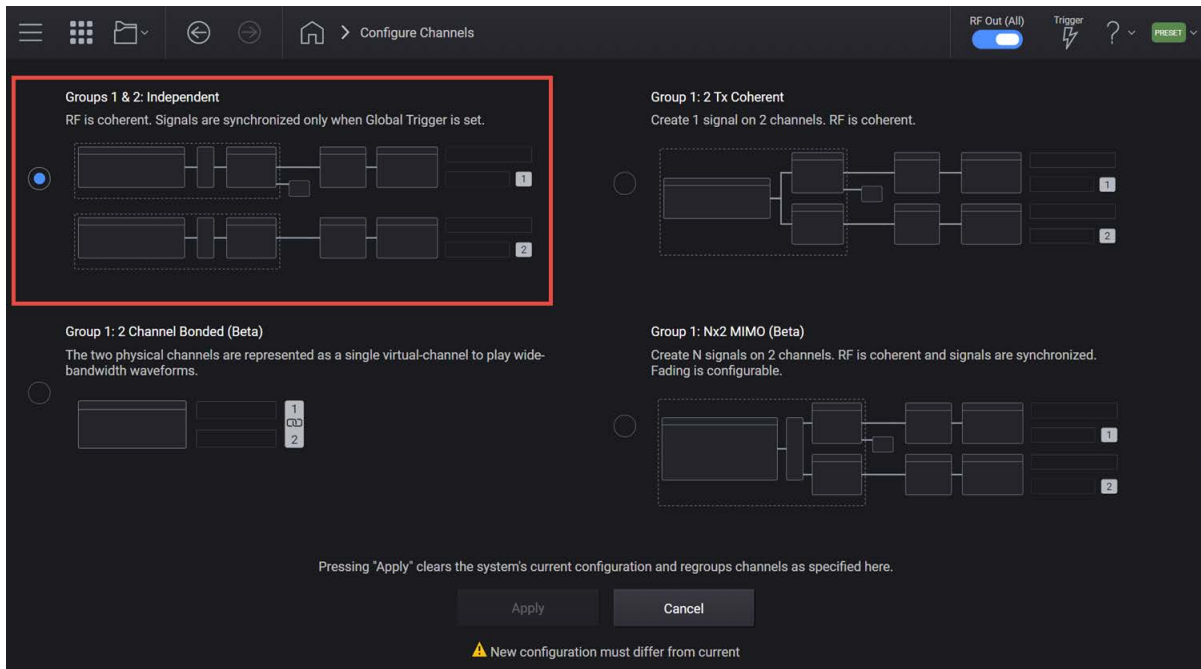 Configure Channels
RF Out (All)
Trigger
PRESET
Groups 1 & 2: Independent
RF is coherent. Signals are synchronized only when Global Trigger is set.
1
2
Group 1: 2 Tx Coherent
Create 1 signal on 2 channels. RF is coherent.
1
2
Group 1: 2 Channel Bonded (Beta)
The two physical channels are represented as a single virtual-channel to play wide-
bandwidth waveforms.
1
2
Group 1: Nx2 MIMO (Beta)
Create N signals on 2 channels. RF is coherent and signals are synchronized.
Fading is configurable.
1
2
Pressing "Apply" clears the system's current configuration and regroups channels as specified here.
Apply
Cancel
New configuration must differ from current